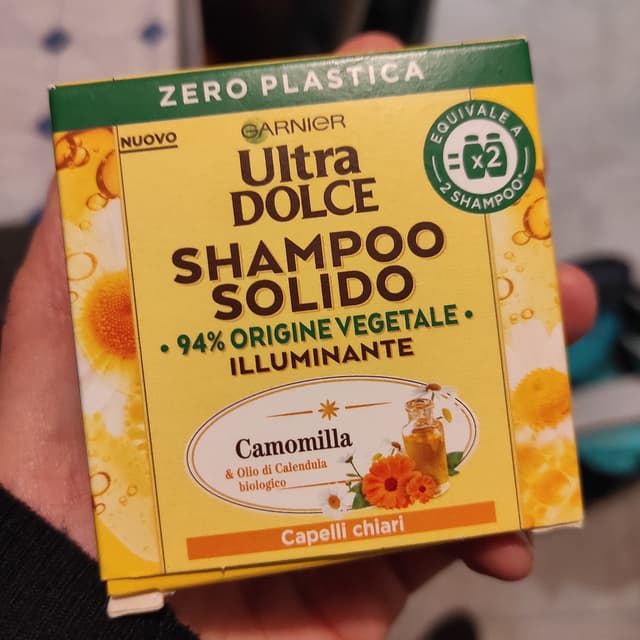 ZERO PLASTICA
NUOVO
GARNIER
Ultra
DOLCE
EQUIVALE A
= x2
2 SHAMPOO*
SHAMPOO
SOLIDO
• 94% ORIGINE VEGETALE •
ILLUMINANTE
Camomilla
& Olio di Calendula
biologico
Capelli chiari